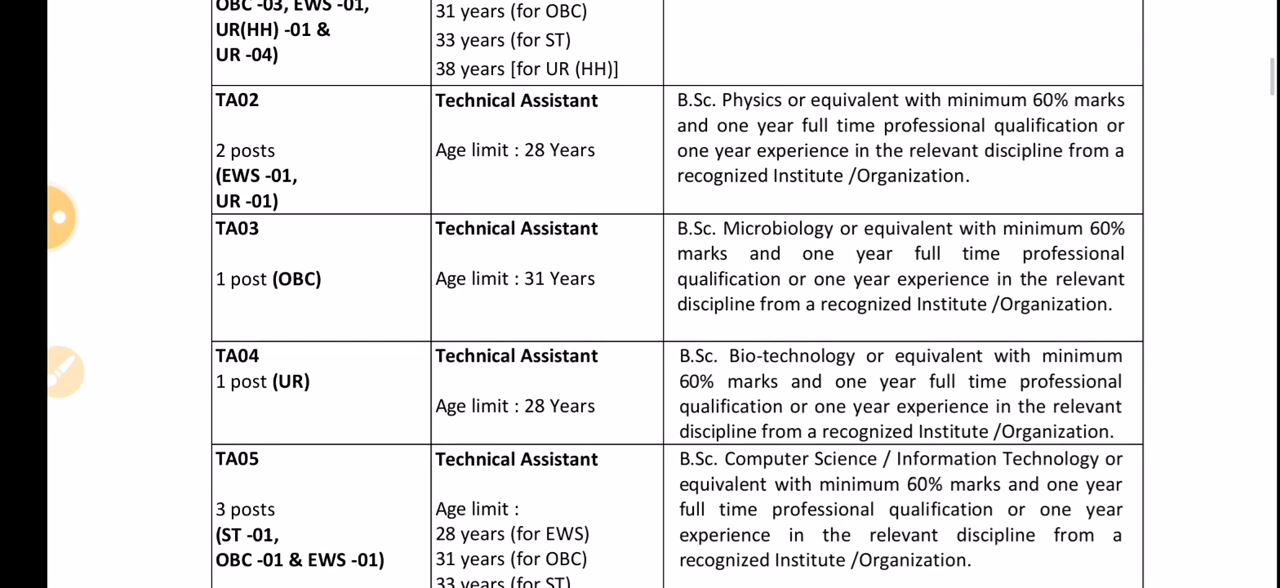 OBC -03, EWS -01,
UR(HH) -01 &
UR -04)
31 years (for OBC)
33 years (for ST)
38 years [for UR (HH)]
TA02
2 posts
(EWS -01,
UR -01)
Technical Assistant
Age limit : 28 Years
B.Sc. Physics or equivalent with minimum 60% marks
and one year full time professional qualification or
one year experience in the relevant discipline from a
recognized Institute /Organization.
TA03
1 post (OBC)
Technical Assistant
Age limit : 31 Years
B.Sc. Microbiology or equivalent with minimum 60%
marks and one year full time professional
qualification or one year experience in the relevant
discipline from a recognized Institute /Organization.
TA04
1 post (UR)
Technical Assistant
Age limit : 28 Years
B.Sc. Bio-technology or equivalent with minimum
60% marks and one year full time professional
qualification or one year experience in the relevant
discipline from a recognized Institute /Organization.
TA05
3 posts
(ST -01,
OBC -01 & EWS -01)
Technical Assistant
Age limit :
28 years (for EWS)
31 years (for OBC)
33 years (for ST)
B.Sc. Computer Science / Information Technology or
equivalent with minimum 60% marks and one year
full time professional qualification or one year
experience in the relevant discipline from a
recognized Institute /Organization.